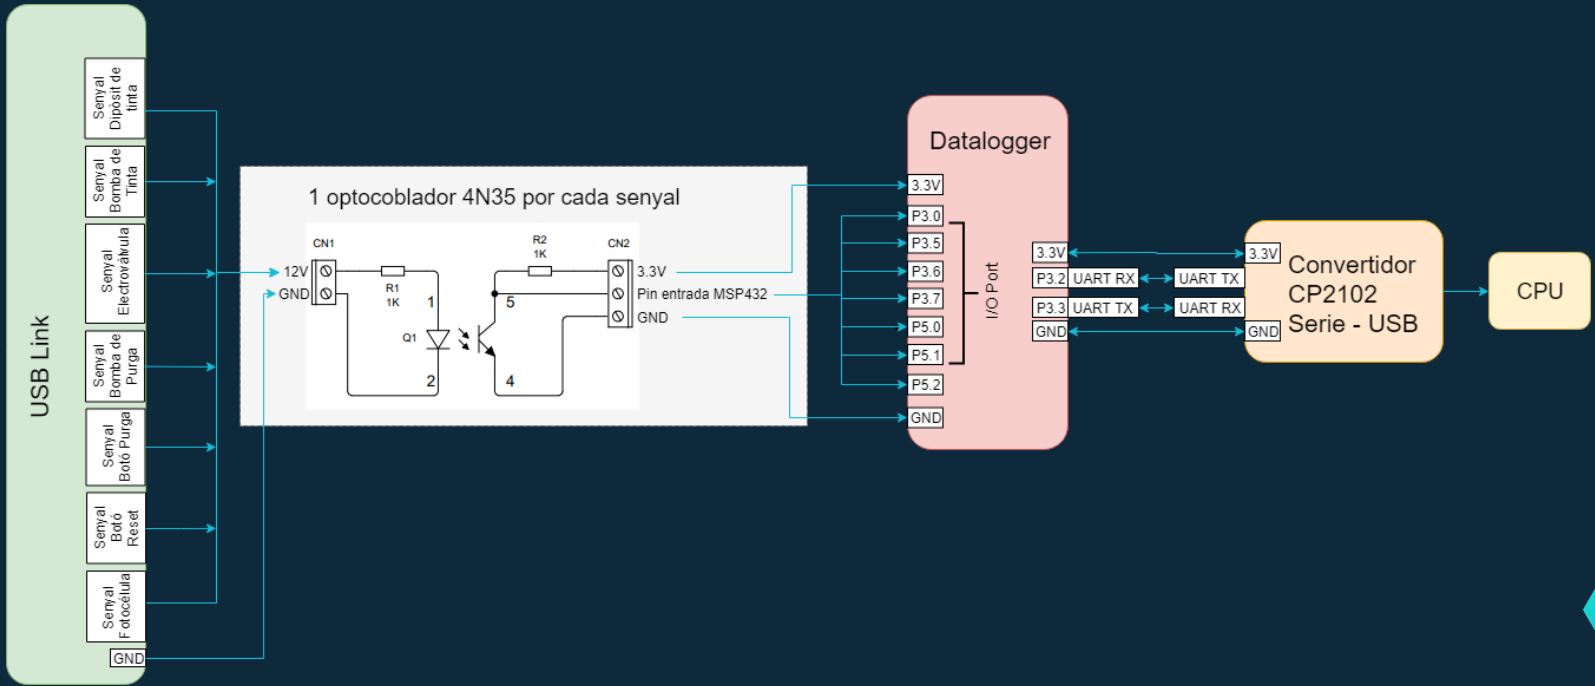 USB Link
Senyal
Dipòsit de
tinta
Senyal
Bomba de
Tinta
Senyal
Electrovàlvula
Senyal
Bomba de
Purga
Senyal
Botó Purga
Senyal
Botó
Reset
Senyal
Fotocélula
GND
1 optocoblador 4N35 por cada senyal
CN1
12V
GND
R1
1K
1
Q1
2
R2
1K
5
4
CN2
3.3V
Pin entrada MSP432
GND
Datalogger
3.3V
P3.0
P3.5
P3.6
P3.7
P5.0
P5.1
P5.2
GND
I/O Port
3.3V
P3.2 UART RX
P3.3 UART TX
GND
3.3V
UART TX
UART RX
GND
Convertidor
CP2102
Serie - USB
CPU